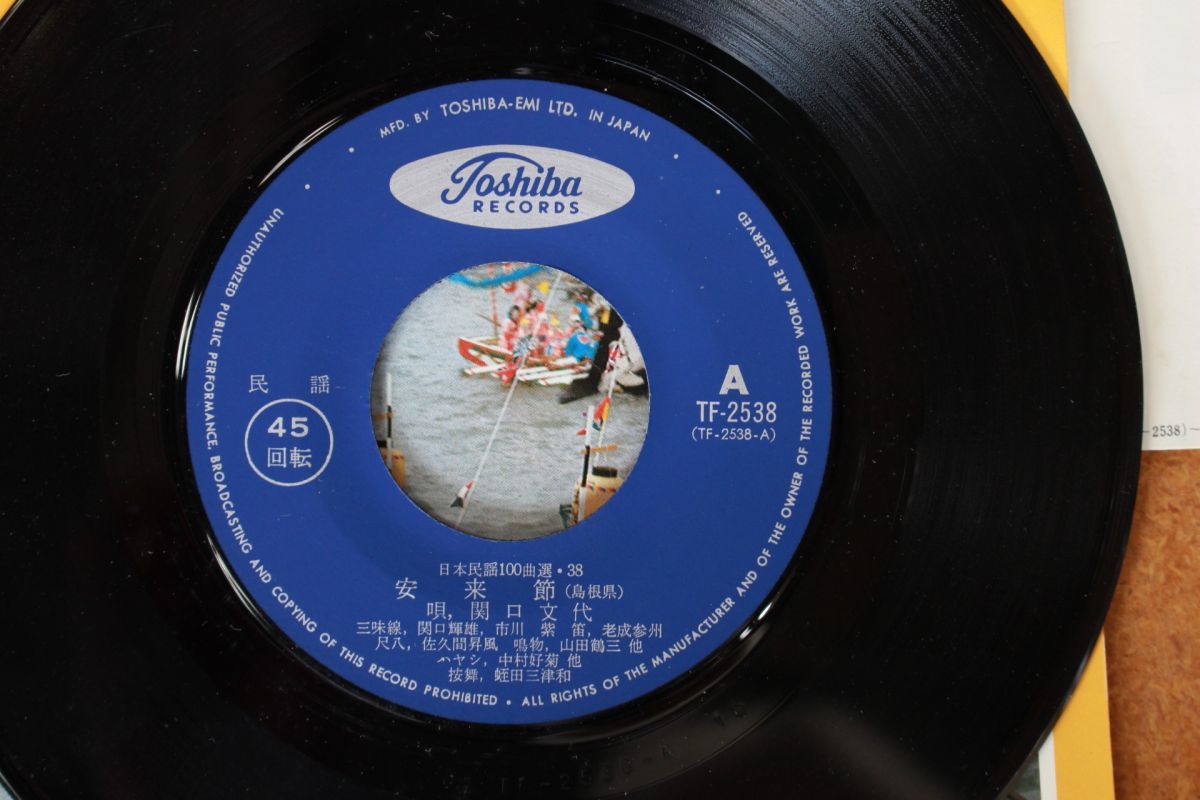 MFD. BY TOSHIBA-EMI LTD. IN JAPAN
Toshiba
RECORDS
UNAUTHORIZED PUBLIC PERFORMANCE, BROADCASTING AND COPYING OF THIS RECORD PROHIBITED • ALL RIGHTS OF THE MANUFACTURER AND OF THE OWNER OF THE RECORDED WORK ARE RESERVED
民謡
45
回転
A
TF-2538
(TF-2538-A)
日本民謡100曲選・38
安来節(島根県)
唄,関口文代
三味線,関口輝雄,市川 紫 笛,老成参州
尺八,佐久間昇風 鳴物,山田鶴三 他
ハヤシ,中村好菊 他
按舞,蛭田三津和
-2538)